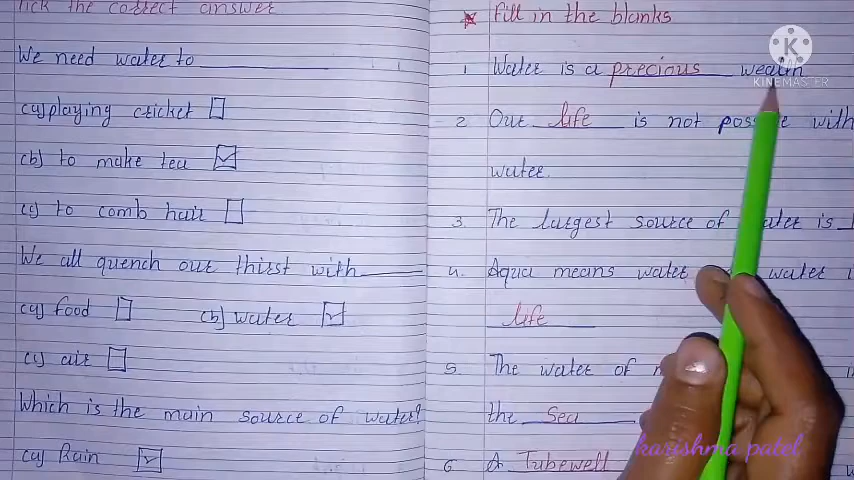 Tick the correct answer
We need water to
(a) playing cricket
(b) to make tea
(c) to comb hair
We all quench our thirst with
(a) food (b) water
(c) air
Which is the main source of water?
(a) Rain
Fill in the blanks
1 Water is a precious wealth
2 Our life is not with
water.
3. The largest source of is
4. Aqua means water water
life
5. The water of
the Sea
6 A Tubewell
K
KINEMASTER
karishma patel